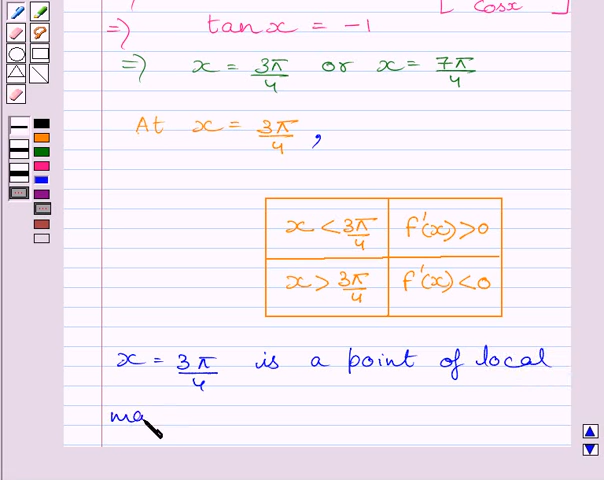 [ cosx ]
=> tan x = -1
=> x = 3π/4 or x = 7π/4
At x = 3π/4 ,
x < 3π/4 f'(x) > 0
x > 3π/4 f'(x) < 0
x = 3π/4 is a point of local
ma